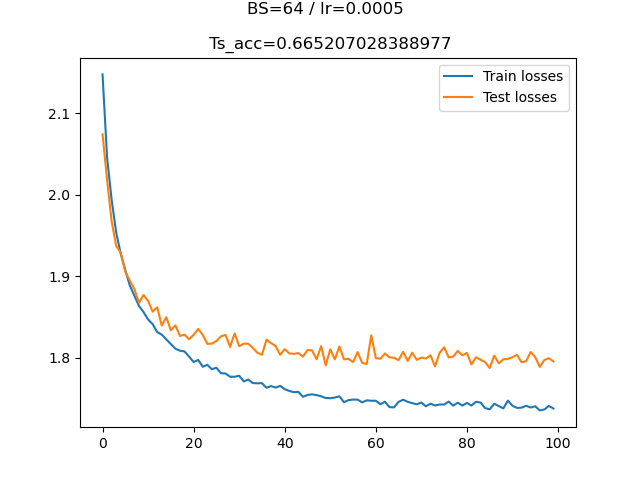 BS=64 / lr=0.0005
Ts_acc=0.665207028388977
Train losses
Test losses
2.1
2.0
1.9
1.8
0 20 40 60 80 100